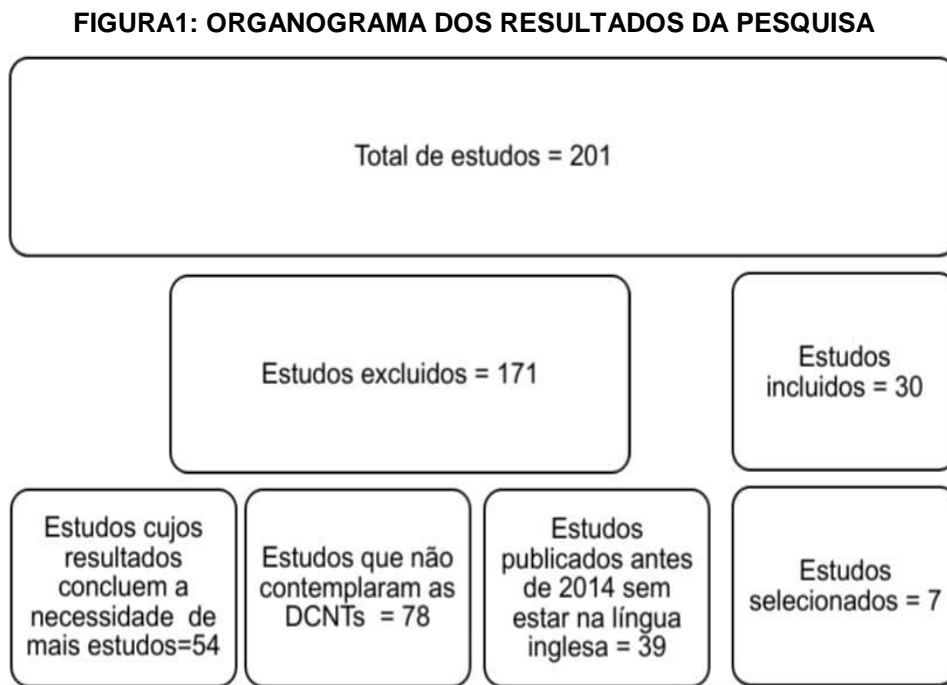 FIGURA1: ORGANOGRAMA DOS RESULTADOS DA PESQUISA
Total de estudos = 201
Estudos excluidos = 171
Estudos
incluidos = 30
Estudos cujos
resultados
concluem a
necessidade de
mais estudos=54
Estudos que não
contemplaram as
DCNTs = 78
Estudos
publicados antes
de 2014 sem
estar na língua
inglesa = 39
Estudos
selecionados = 7